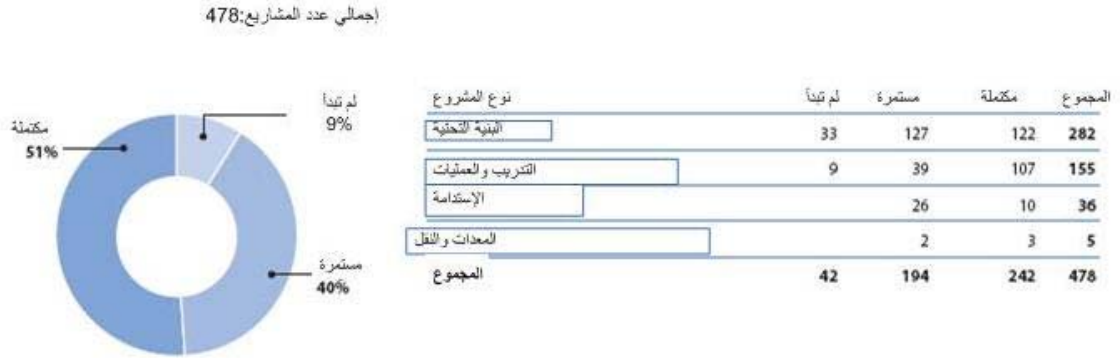 إجمالي عدد المشاريع:478
لم تبدأ
9%
مكتملة
51%
مستمرة
40%
نوع المشروع لم تبدأ مستمرة مكتملة المجموع
البنية التحتية 33 127 122 282
التدريب والعمليات 9 39 107 155
الإستدامة 26 10 36
المعدات والنقل 2 3 5
المجموع 42 194 242 478